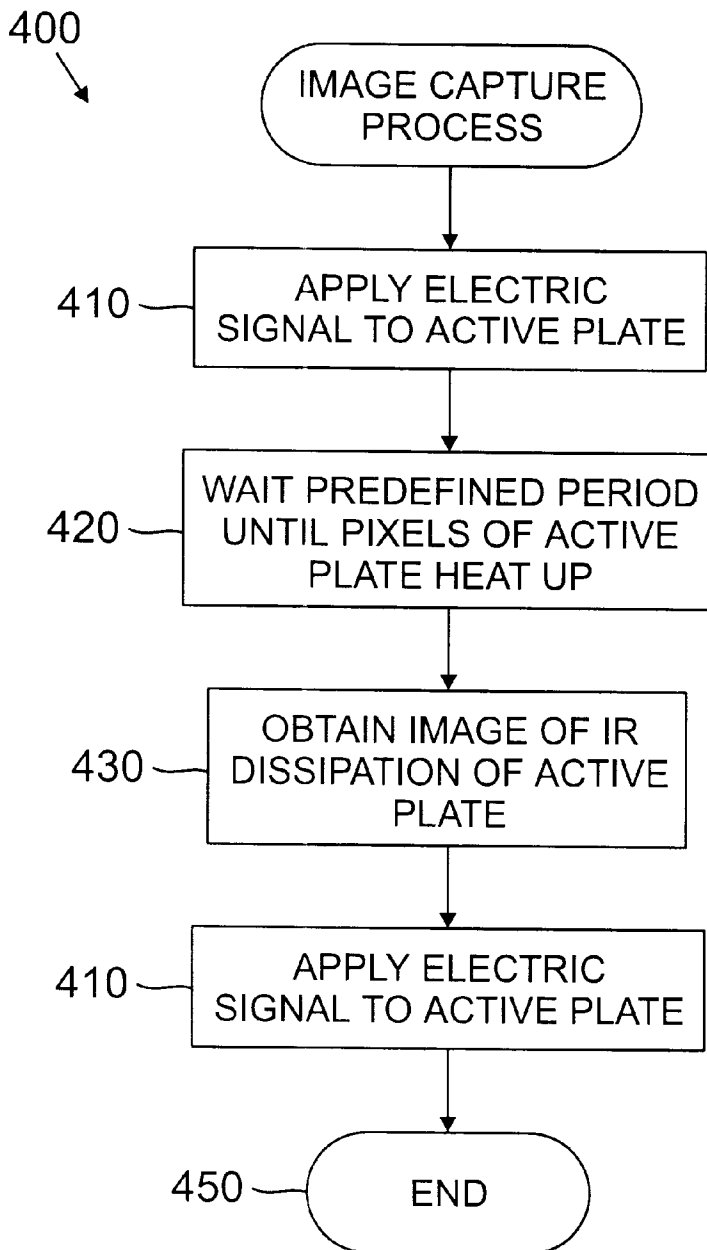 400
IMAGE CAPTURE
PROCESS
410
APPLY ELECTRIC
SIGNAL TO ACTIVE PLATE
420
WAIT PREDEFINED PERIOD
UNTIL PIXELS OF ACTIVE
PLATE HEAT UP
430
OBTAIN IMAGE OF IR
DISSIPATION OF ACTIVE
PLATE
410
APPLY ELECTRIC
SIGNAL TO ACTIVE PLATE
450
END